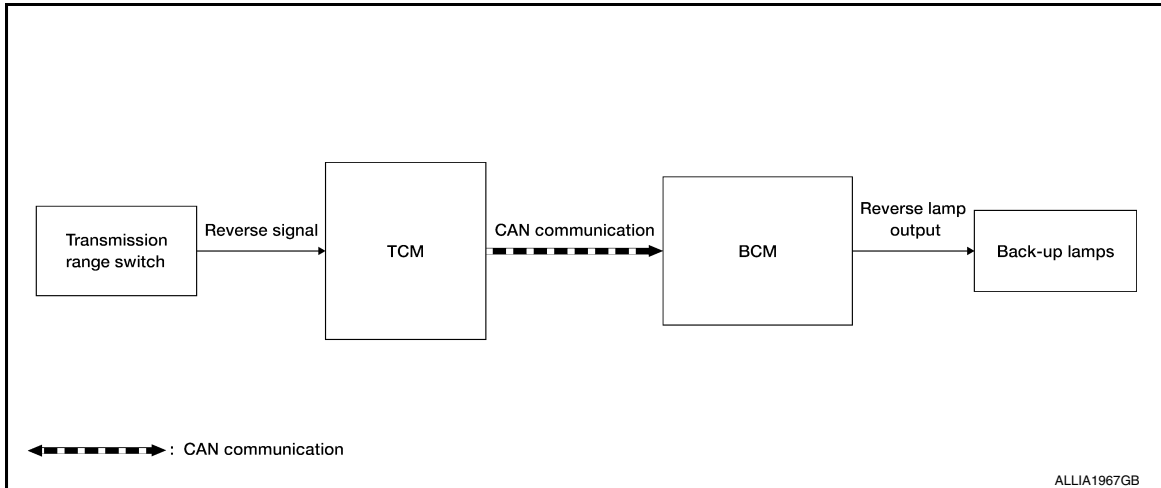 Transmission
range switch
Reverse signal
TCM
CAN communication
BCM
Reverse lamp
output
Back-up lamps
: CAN communication
ALLIA1967GB